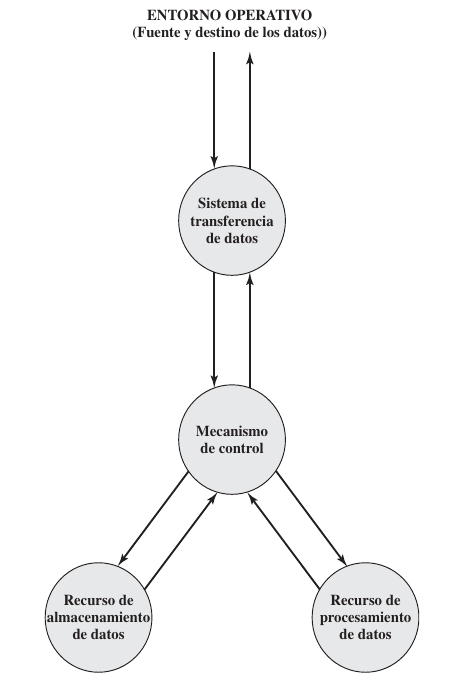 ENTORNO OPERATIVO
(Fuente y destino de los datos))
Sistema de
transferencia
de datos
Mecanismo
de control
Recurso de
almacenamiento
de datos
Recurso de
procesamiento
de datos